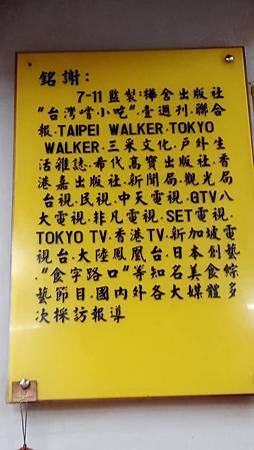 銘謝:
7-11監製:樺舍出版社
"台灣嚐小吃".壹週刊.聯合
報.TAIPEI WALKER.TOKYO
WALKER.三采文化.戶外生
活雜誌.希代高寶出版社.香
港嘉出版社.新聞局.觀光局
台視.民視.中天電視.GTV八
大電視.非凡電視.SET電視.
TOKYO TV.香港TV.新加坡電
視台.大陸鳳凰台.日本創藝
."食字路口"等知名美食綜
藝節目.國內外各大媒體多
次採訪報導